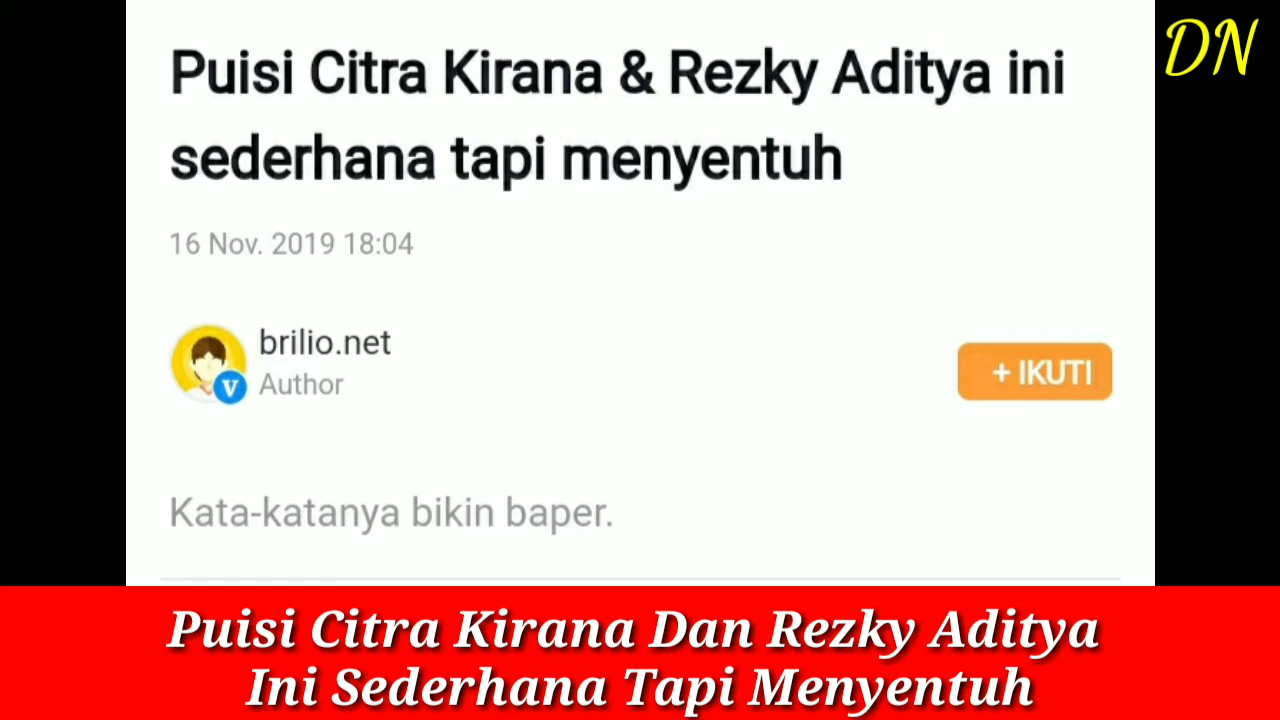 DN
Puisi Citra Kirana & Rezky Aditya ini
sederhana tapi menyentuh
16 Nov. 2019 18:04
brilio.net
V
Author
+ IKUTI
Kata-katanya bikin baper.
Puisi Citra Kirana Dan Rezky Aditya
Ini Sederhana Tapi Menyentuh